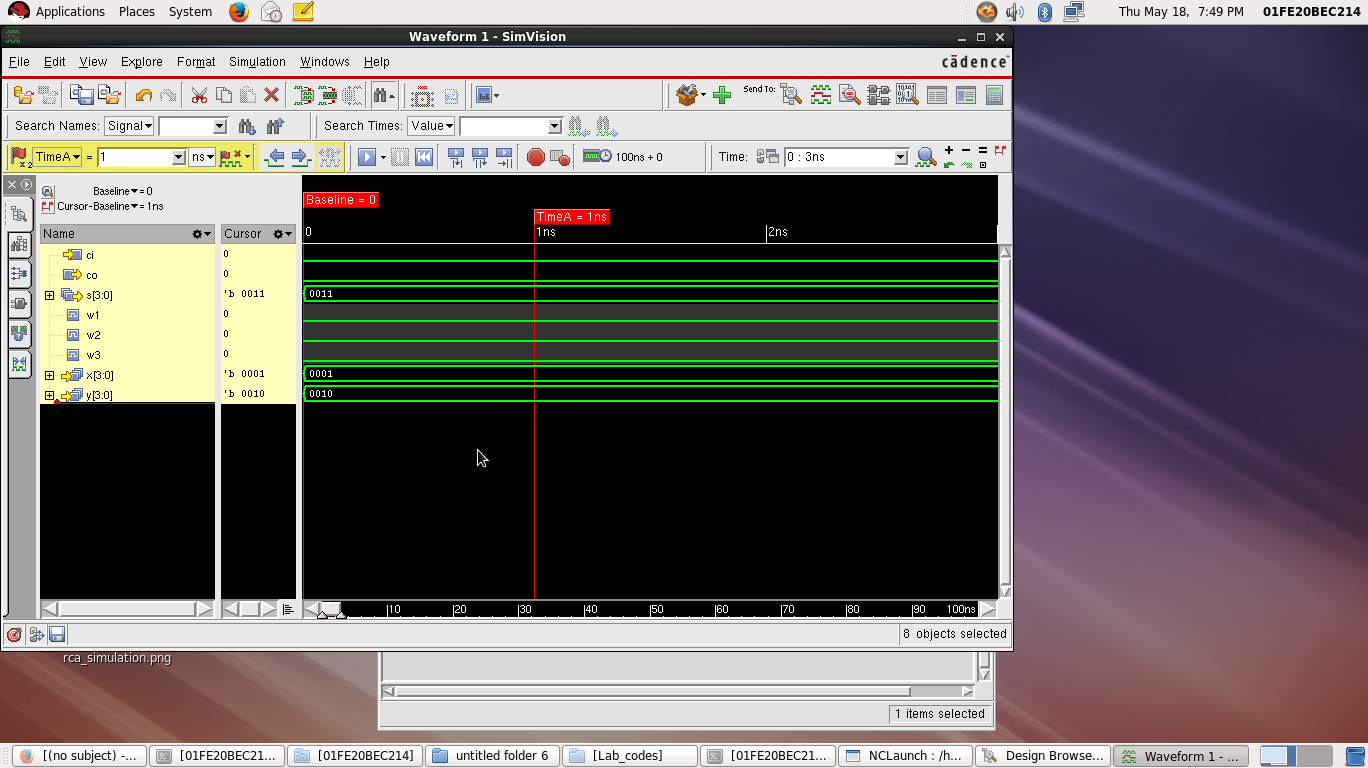 Applications Places System Thu May 18, 7:49 PM 01FE20BEC214
Waveform 1 - SimVision
File Edit View Explore Format Simulation Windows Help cādence
Send To:
Search Names: Signal Search Times: Value
x2 TimeA = 1 ns 100ns + 0 Time: 0 : 3ns
Baseline = 0
Cursor-Baseline = 1ns
Baseline = 0
TimeA = 1ns
Name Cursor 0 1ns 2ns
ci 0
co 0
s[3:0] 'b 0011 0011
w1 0
w2 0
w3 0
x[3:0] 'b 0001 0001
y[3:0] 'b 0010 0010
10 20 30 40 50 60 70 80 90 100ns
8 objects selected
rca_simulation.png
1 items selected
[(no subject) -... [01FE20BEC21... [01FE20BEC214] untitled folder 6 [Lab_codes] [01FE20BEC21... NCLaunch : /h... Design Browse... Waveform 1 - ...